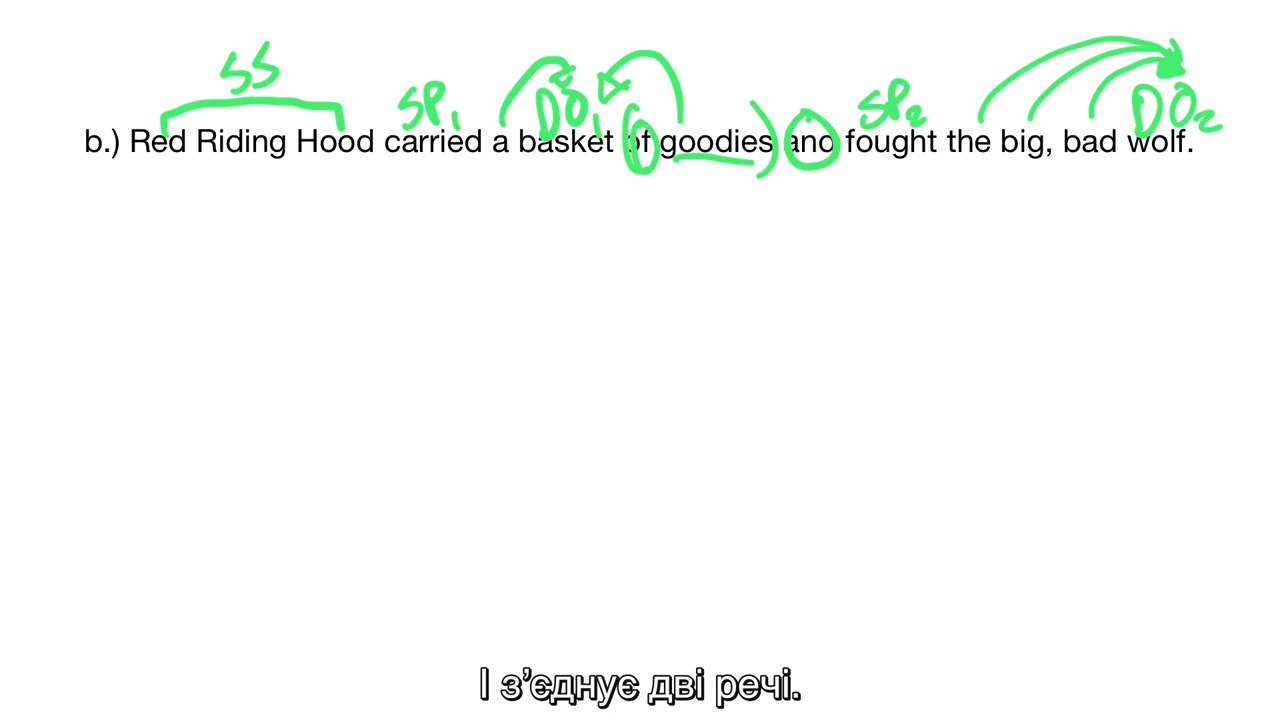 SS SP₁ DO₁ SP₂ DO₂
b.) Red Riding Hood carried a basket of goodies and fought the big, bad wolf.
І з’єднує дві речі.